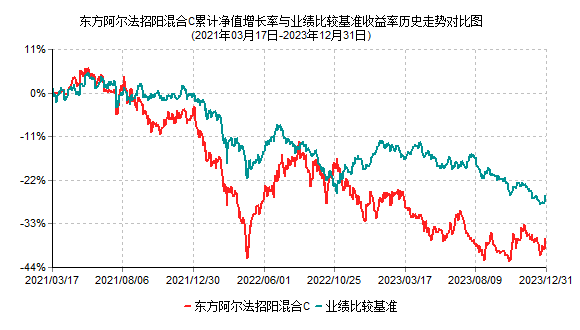 东方阿尔法招阳混合C累计净值增长率与业绩比较基准收益率历史走势对比图
(2021年03月17日-2023年12月31日)
11%
0%
-11%
-22%
-33%
-44%
2021/03/17 2021/08/06 2021/12/30 2022/06/01 2022/10/25 2023/03/17 2023/08/09 2023/12/31
东方阿尔法招阳混合C 业绩比较基准